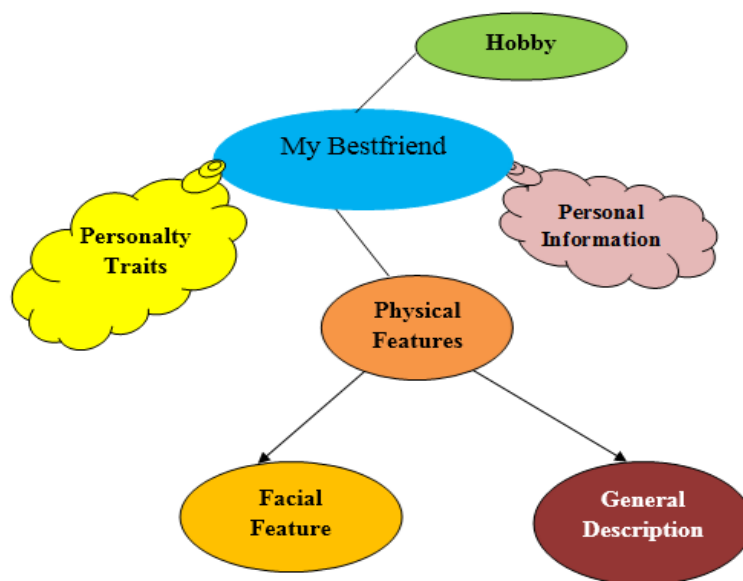 Hobby
My Bestfriend
Personalty
Traits
Personal
Information
Physical
Features
Facial
Feature
General
Description